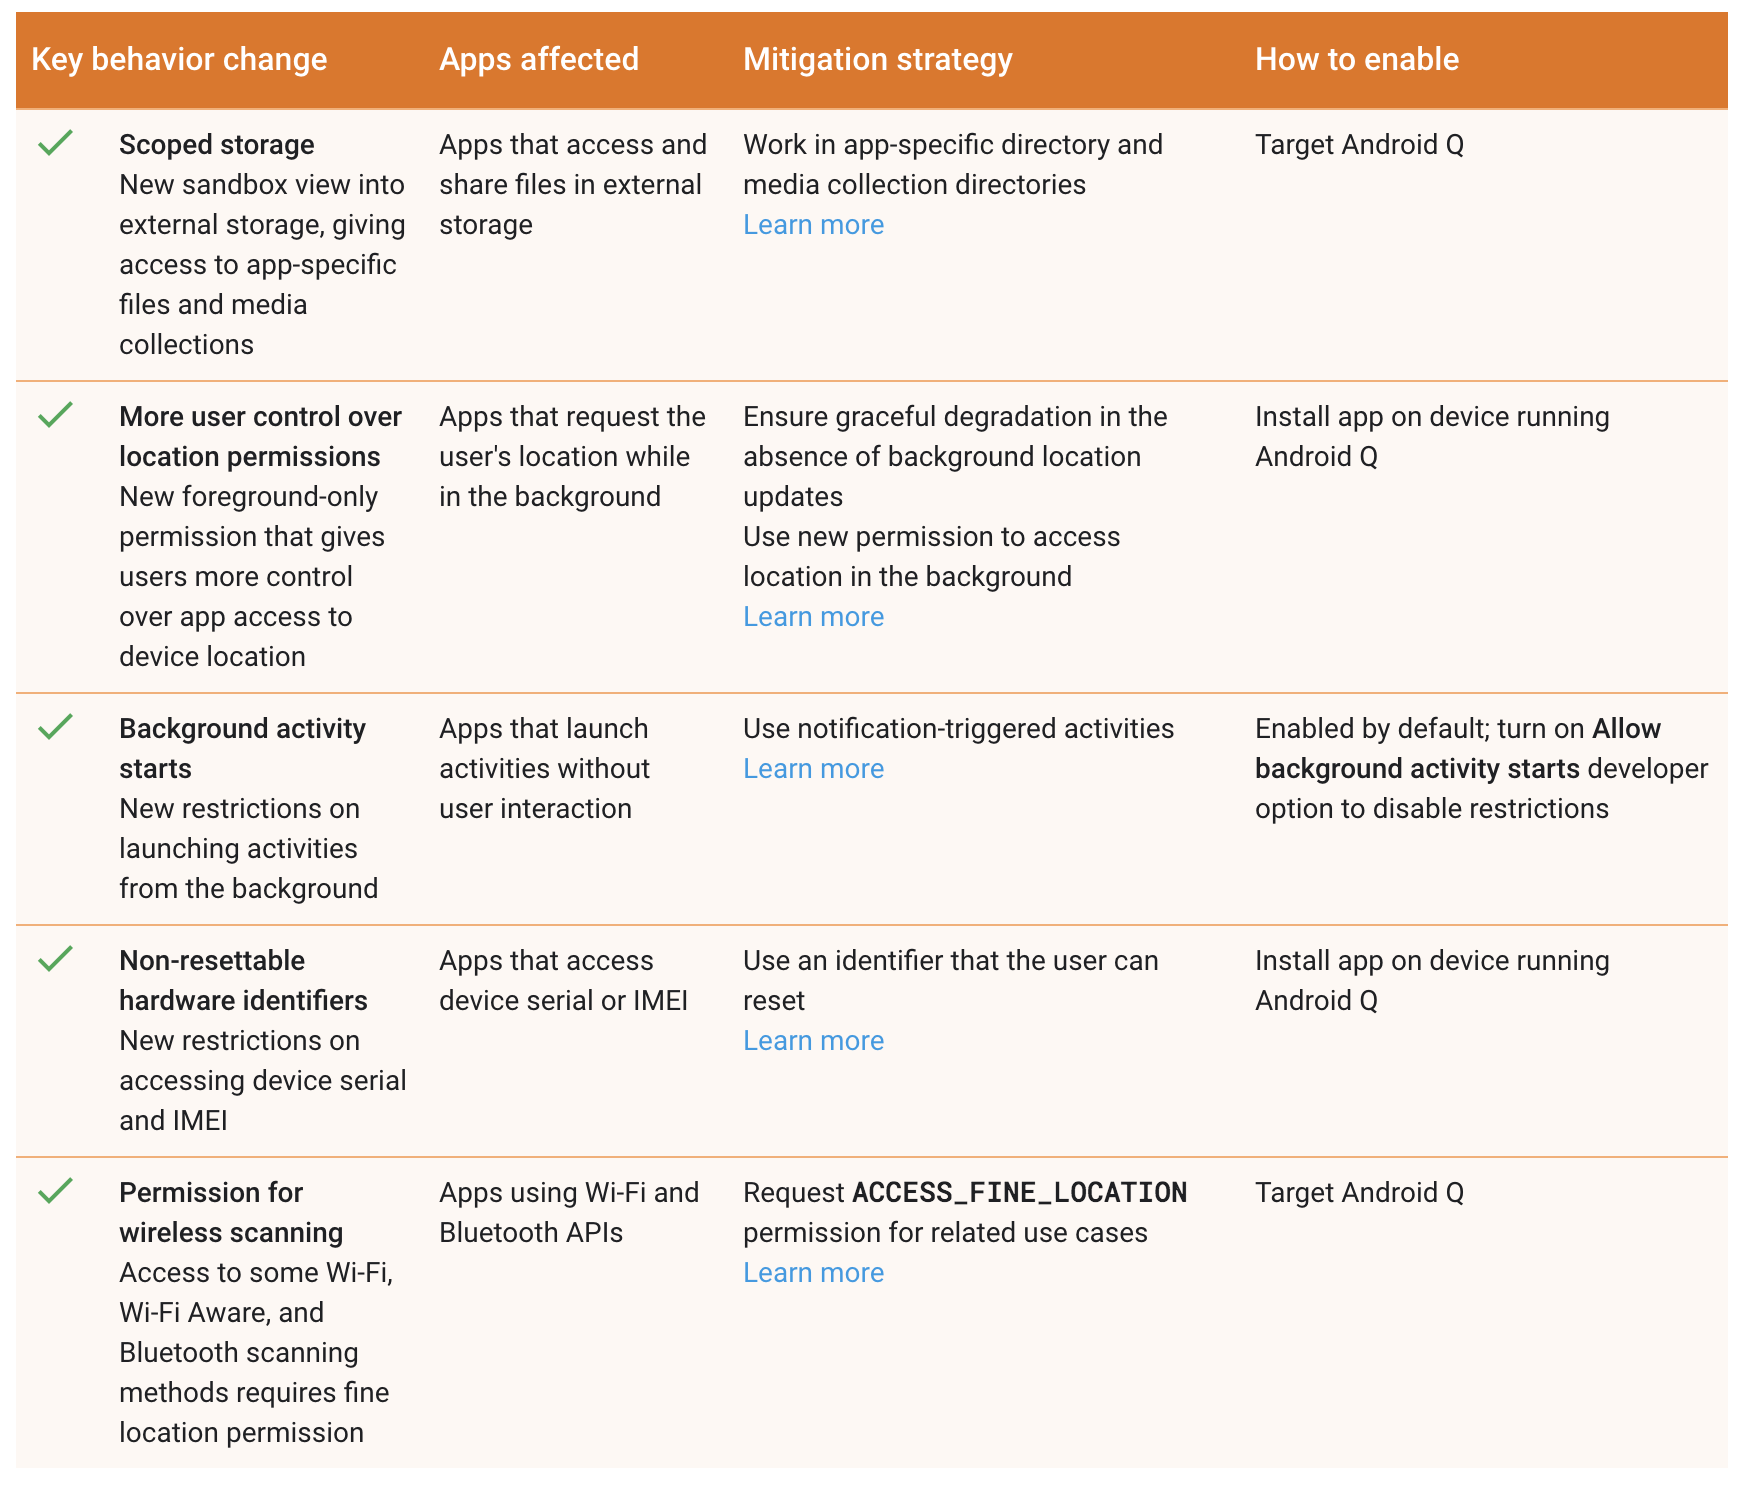 Key behavior change
Apps affected
Mitigation strategy
How to enable
Scoped storage
New sandbox view into
external storage, giving
access to app-specific
files and media
collections
Apps that access and
share files in external
storage
Work in app-specific directory and
media collection directories
Learn more
Target Android Q
More user control over
location permissions
New foreground-only
permission that gives
users more control
over app access to
device location
Apps that request the
user's location while
in the background
Ensure graceful degradation in the
absence of background location
updates
Use new permission to access
location in the background
Learn more
Install app on device running
Android Q
Background activity
starts
New restrictions on
launching activities
from the background
Apps that launch
activities without
user interaction
Use notification-triggered activities
Learn more
Enabled by default; turn on Allow
background activity starts developer
option to disable restrictions
Non-resettable
hardware identifiers
New restrictions on
accessing device serial
and IMEI
Apps that access
device serial or IMEI
Use an identifier that the user can
reset
Learn more
Install app on device running
Android Q
Permission for
wireless scanning
Access to some Wi-Fi,
Wi-Fi Aware, and
Bluetooth scanning
methods requires fine
location permission
Apps using Wi-Fi and
Bluetooth APIs
Request ACCESS_FINE_LOCATION
permission for related use cases
Learn more
Target Android Q